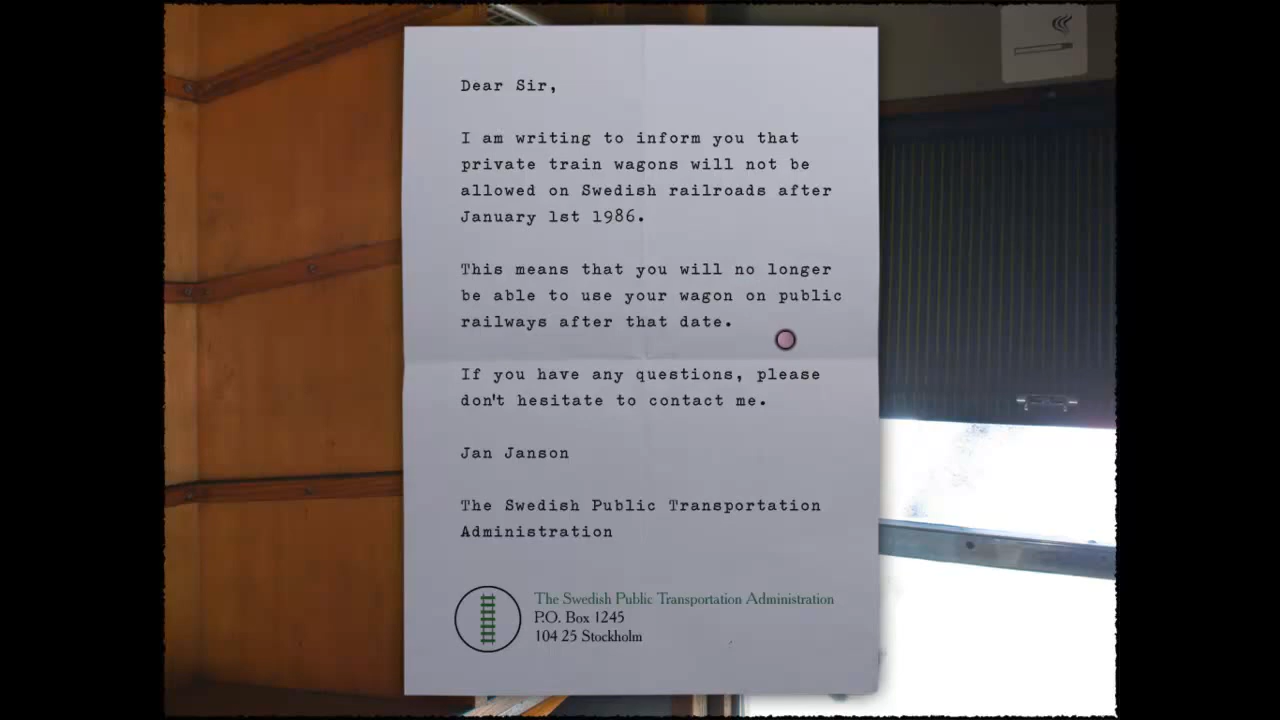 Dear Sir,
I am writing to inform you that
private train wagons will not be
allowed on Swedish railroads after
January 1st 1986.
This means that you will no longer
be able to use your wagon on public
railways after that date.
If you have any questions, please
don't hesitate to contact me.
Jan Janson
The Swedish Public Transportation
Administration
The Swedish Public Transportation Administration
P.O. Box 1245
104 25 Stockholm